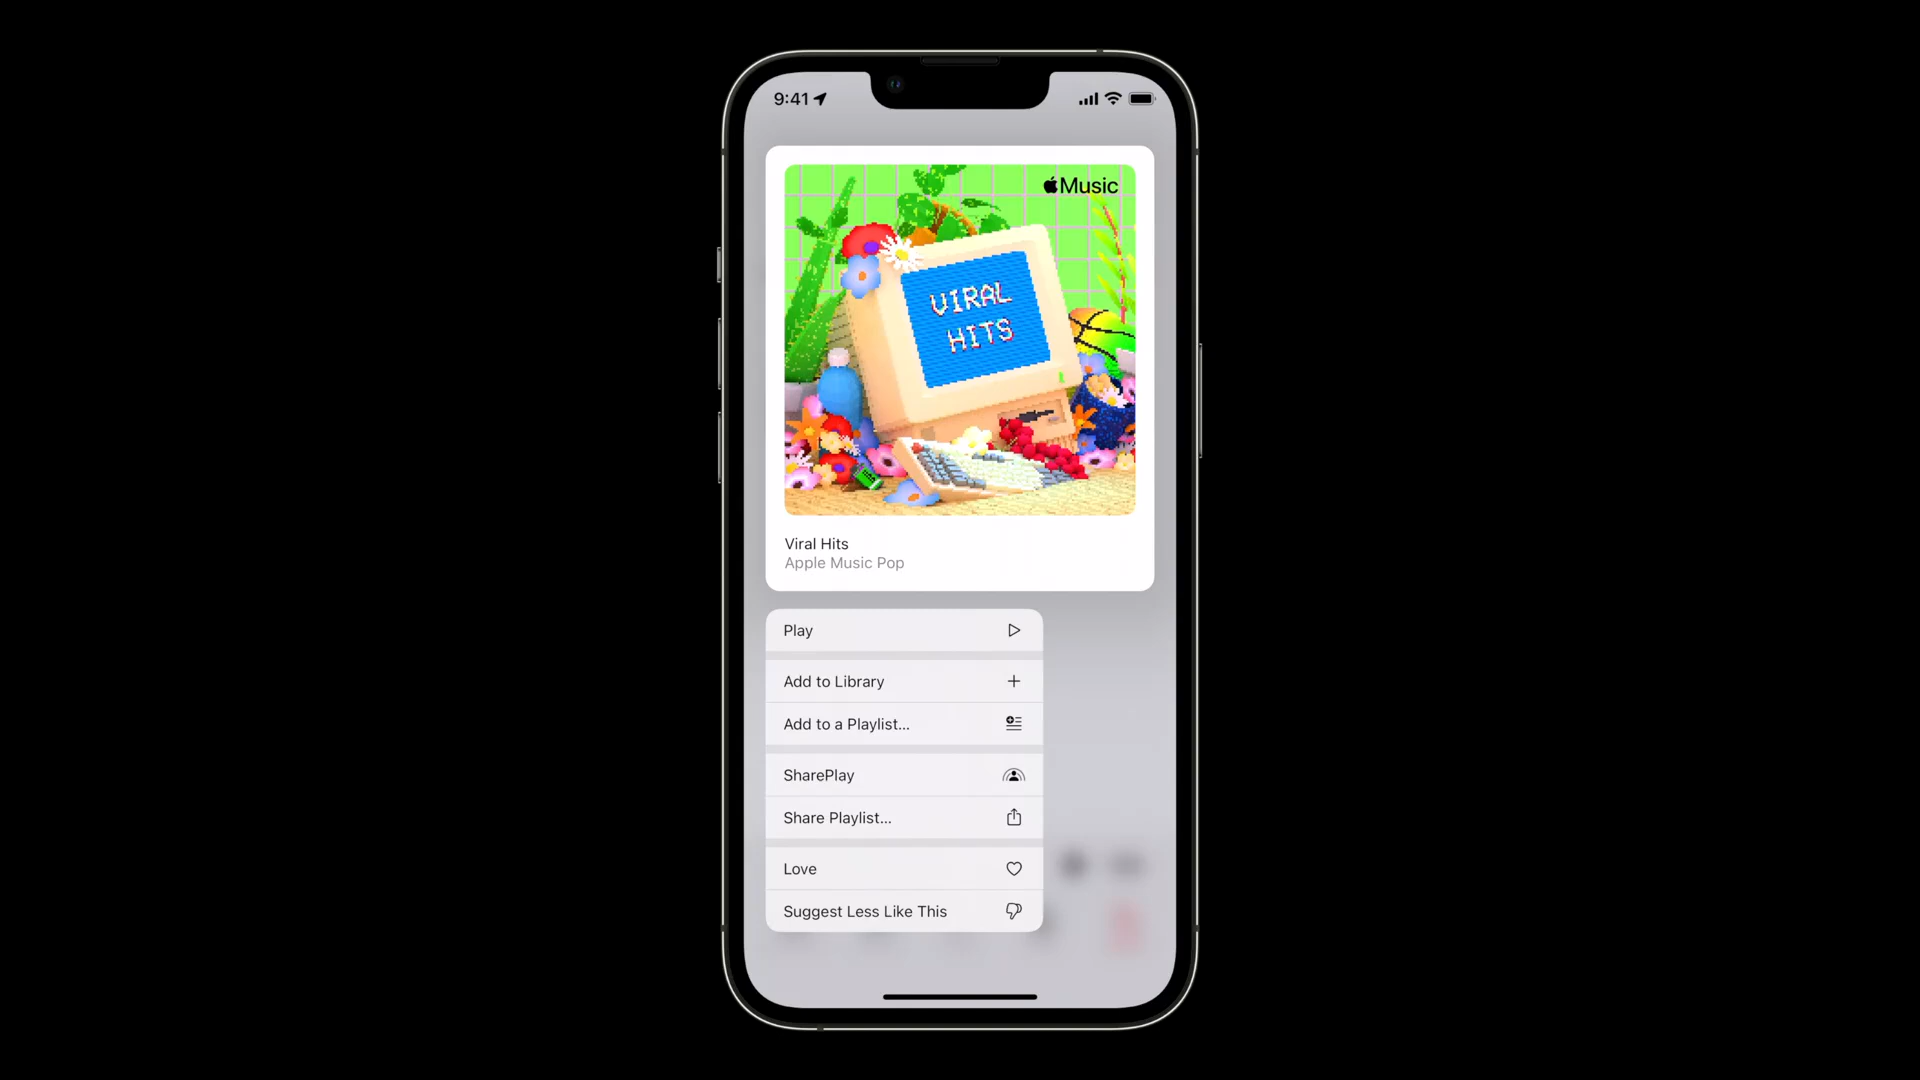 9:41
Music
VIRAL
HITS
Viral Hits
Apple Music Pop
Play
Add to Library
Add to a Playlist...
SharePlay
Share Playlist...
Love
Suggest Less Like This